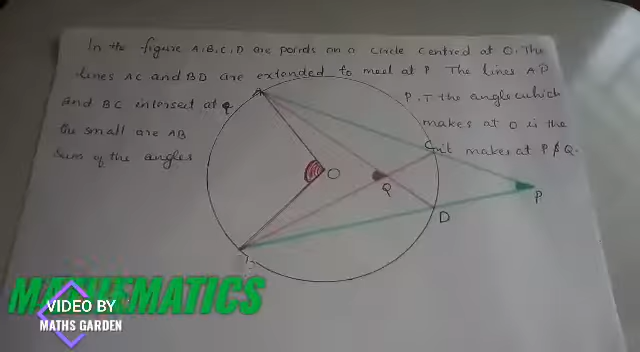 In the figure A,B,C,D are points on a circle centred at O. The
lines AC and BD are extended to meet at P The lines AD
and BC intersect at Q P.T the angle which
the small arc AB makes at O is the
sum of the angles it makes at P & Q.
A
O
C
Q
P
D
B
MATHEMATICS
VIDEO BY
MATHS GARDEN